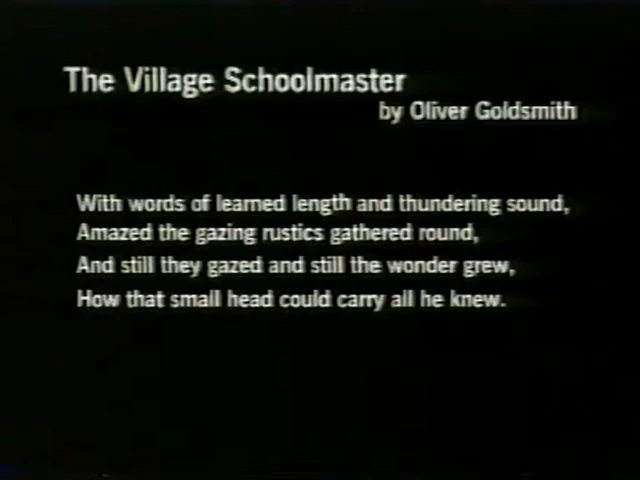 The Village Schoolmaster
by Oliver Goldsmith
With words of learned length and thundering sound,
Amazed the gazing rustics gathered round,
And still they gazed and still the wonder grew,
How that small head could carry all he knew.